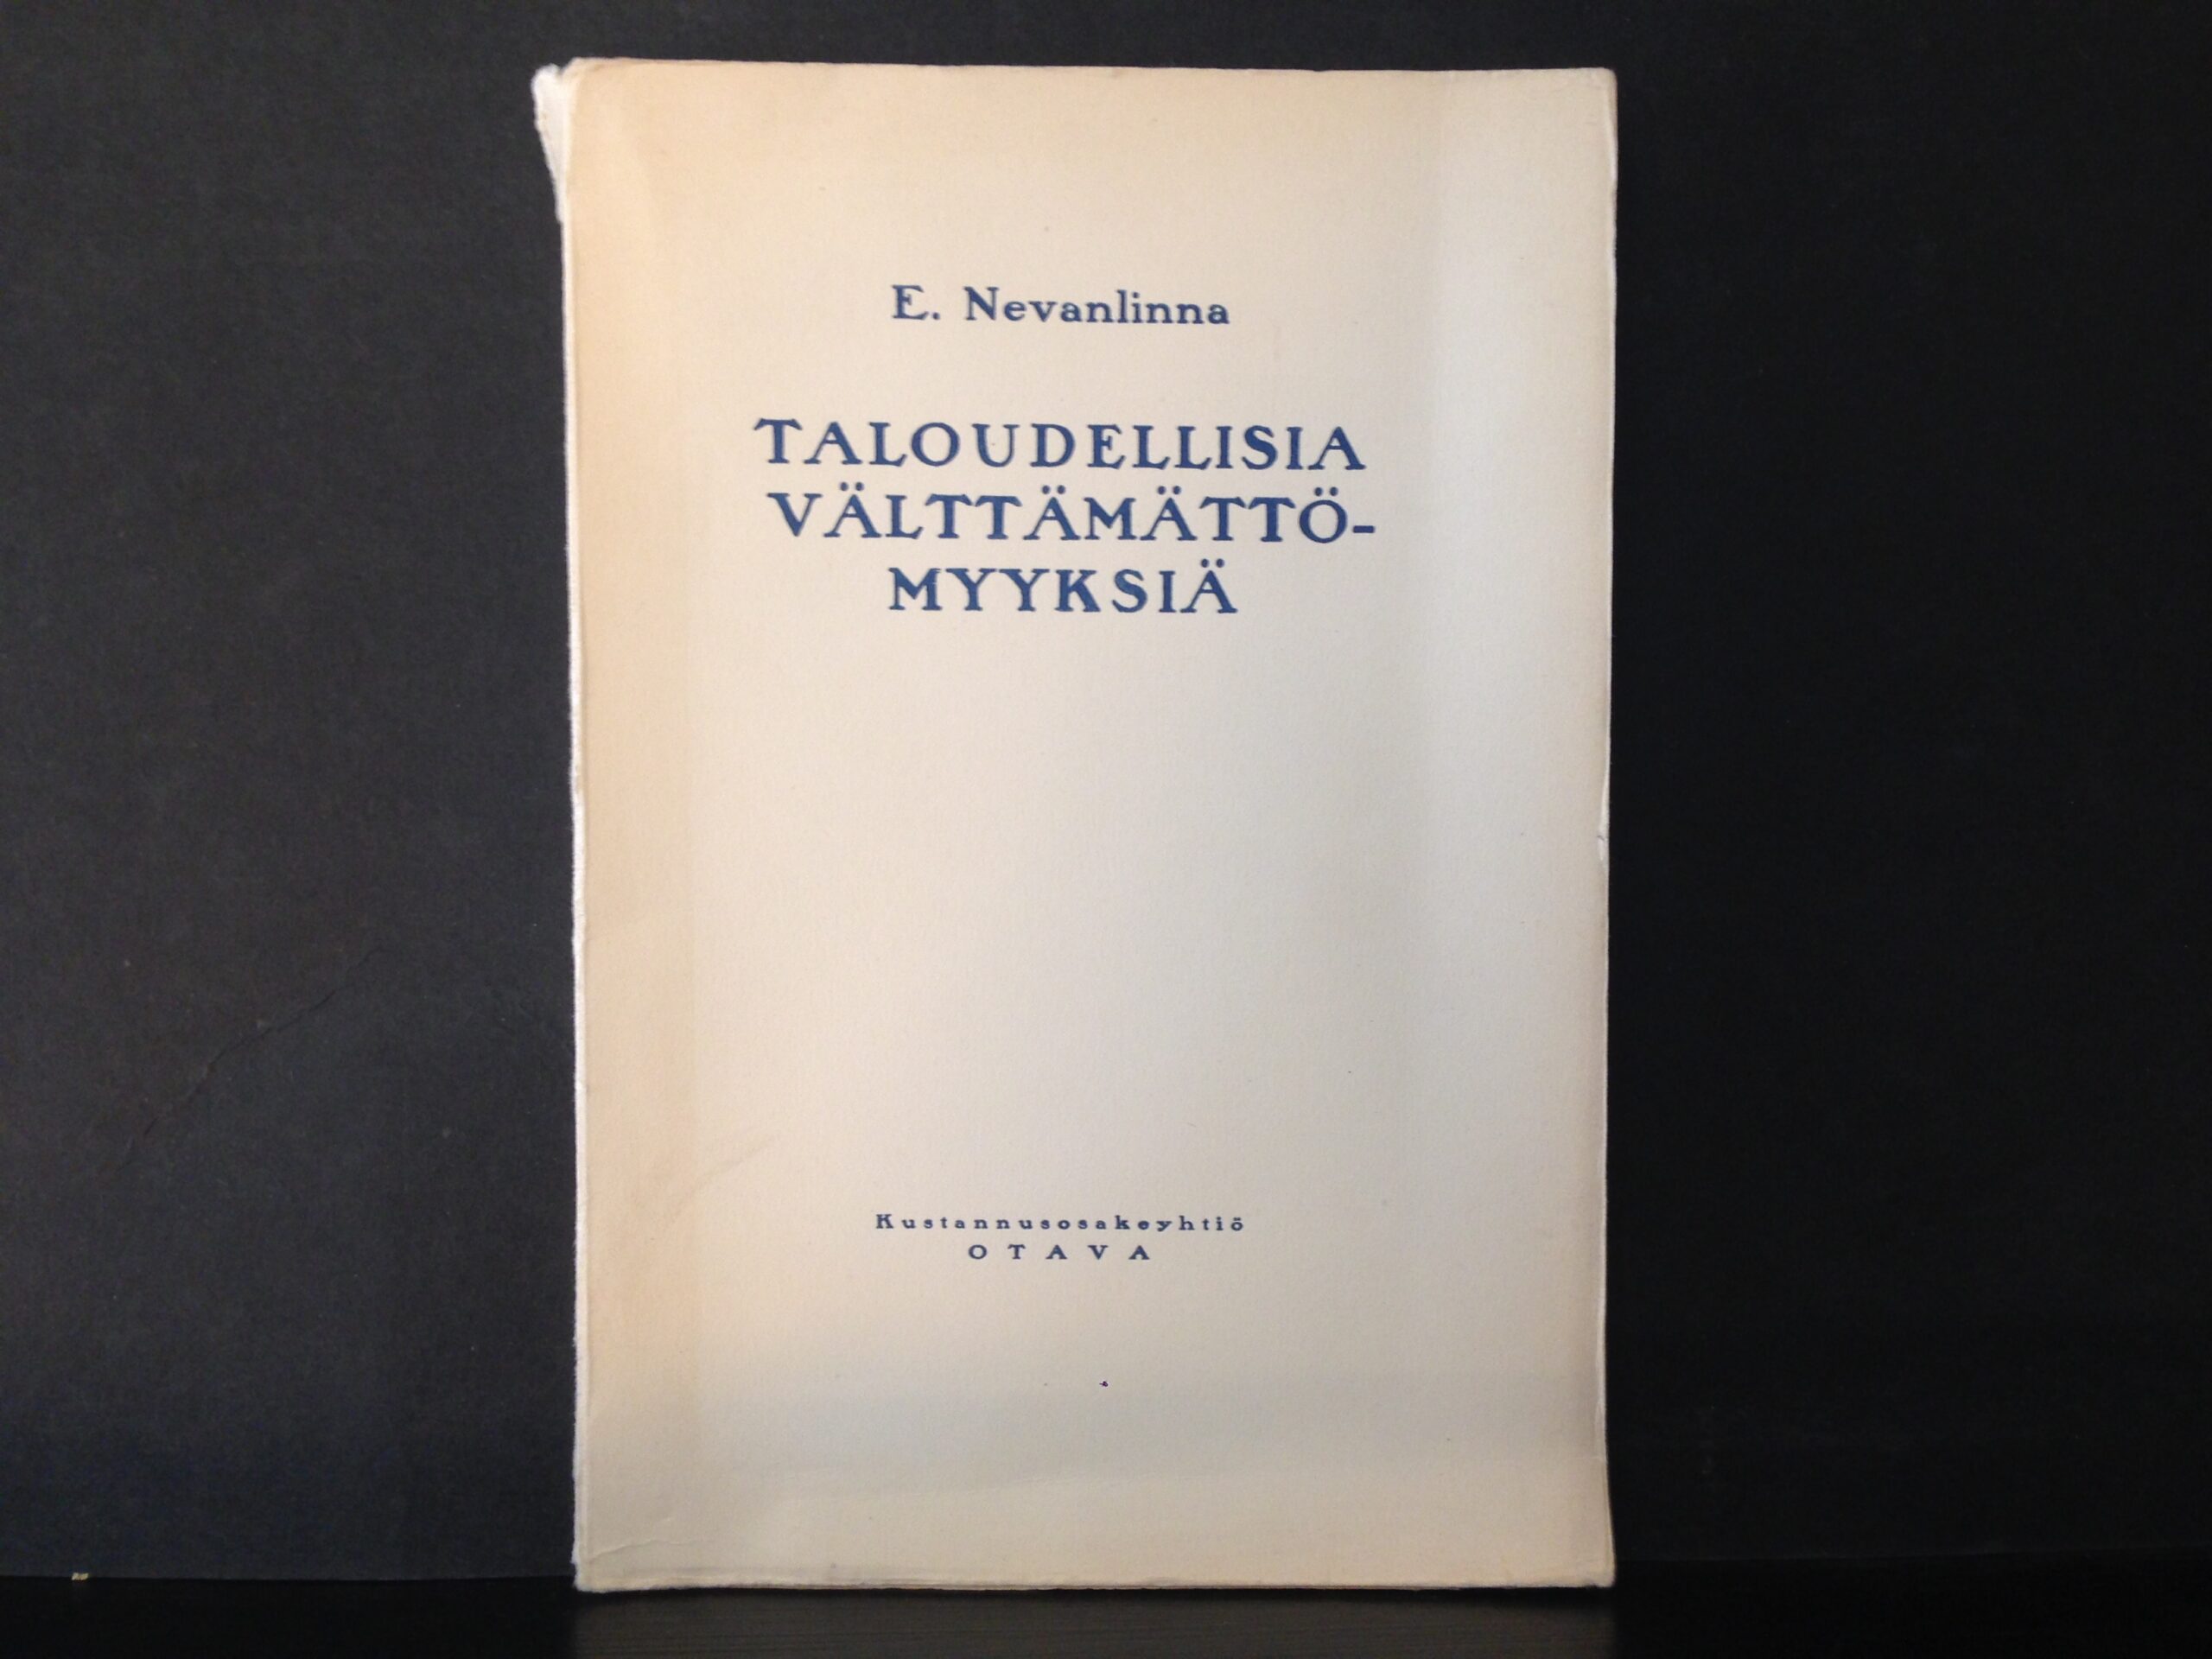 E. Nevanlinna
TALOUDELLISIA
VÄLTTÄMÄTTÖ-
MYYKSIÄ
Kustannusosakeyhtiö
OTAVA